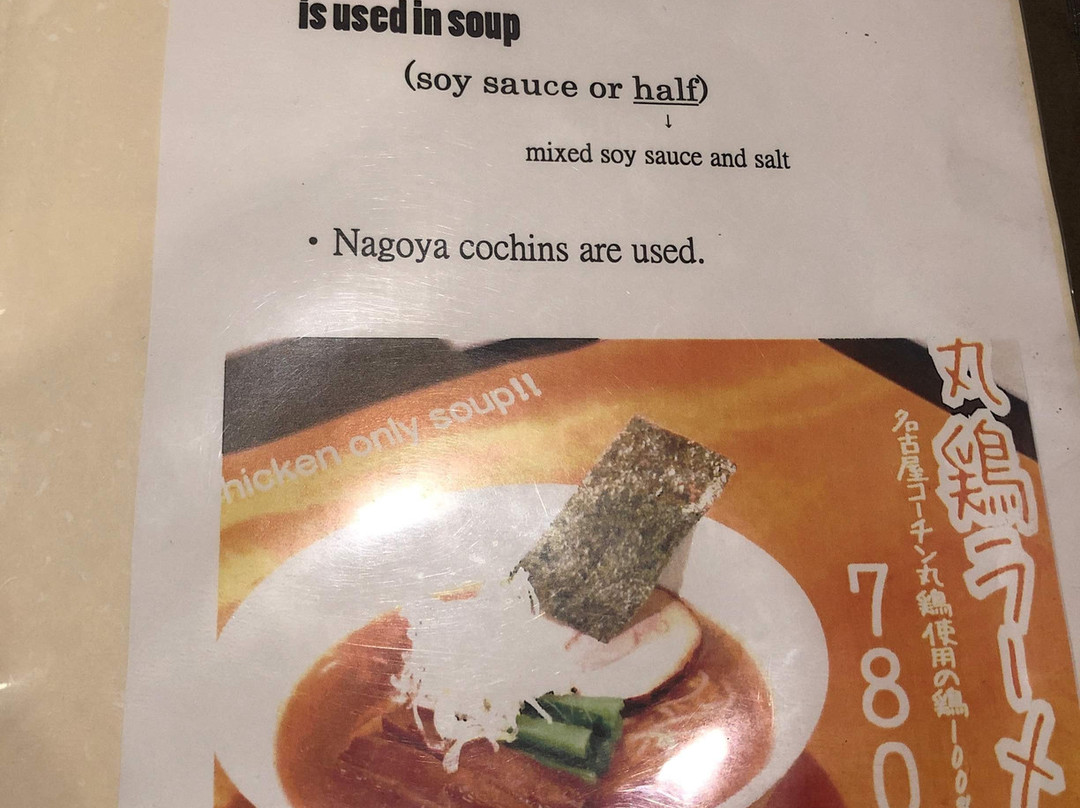 is used in soup
(soy sauce or half)
↓
mixed soy sauce and salt
・Nagoya cochins are used.
hicken only soup!!
丸鶏ラーメ
名古屋コーチン丸鶏使用の鶏100%
780